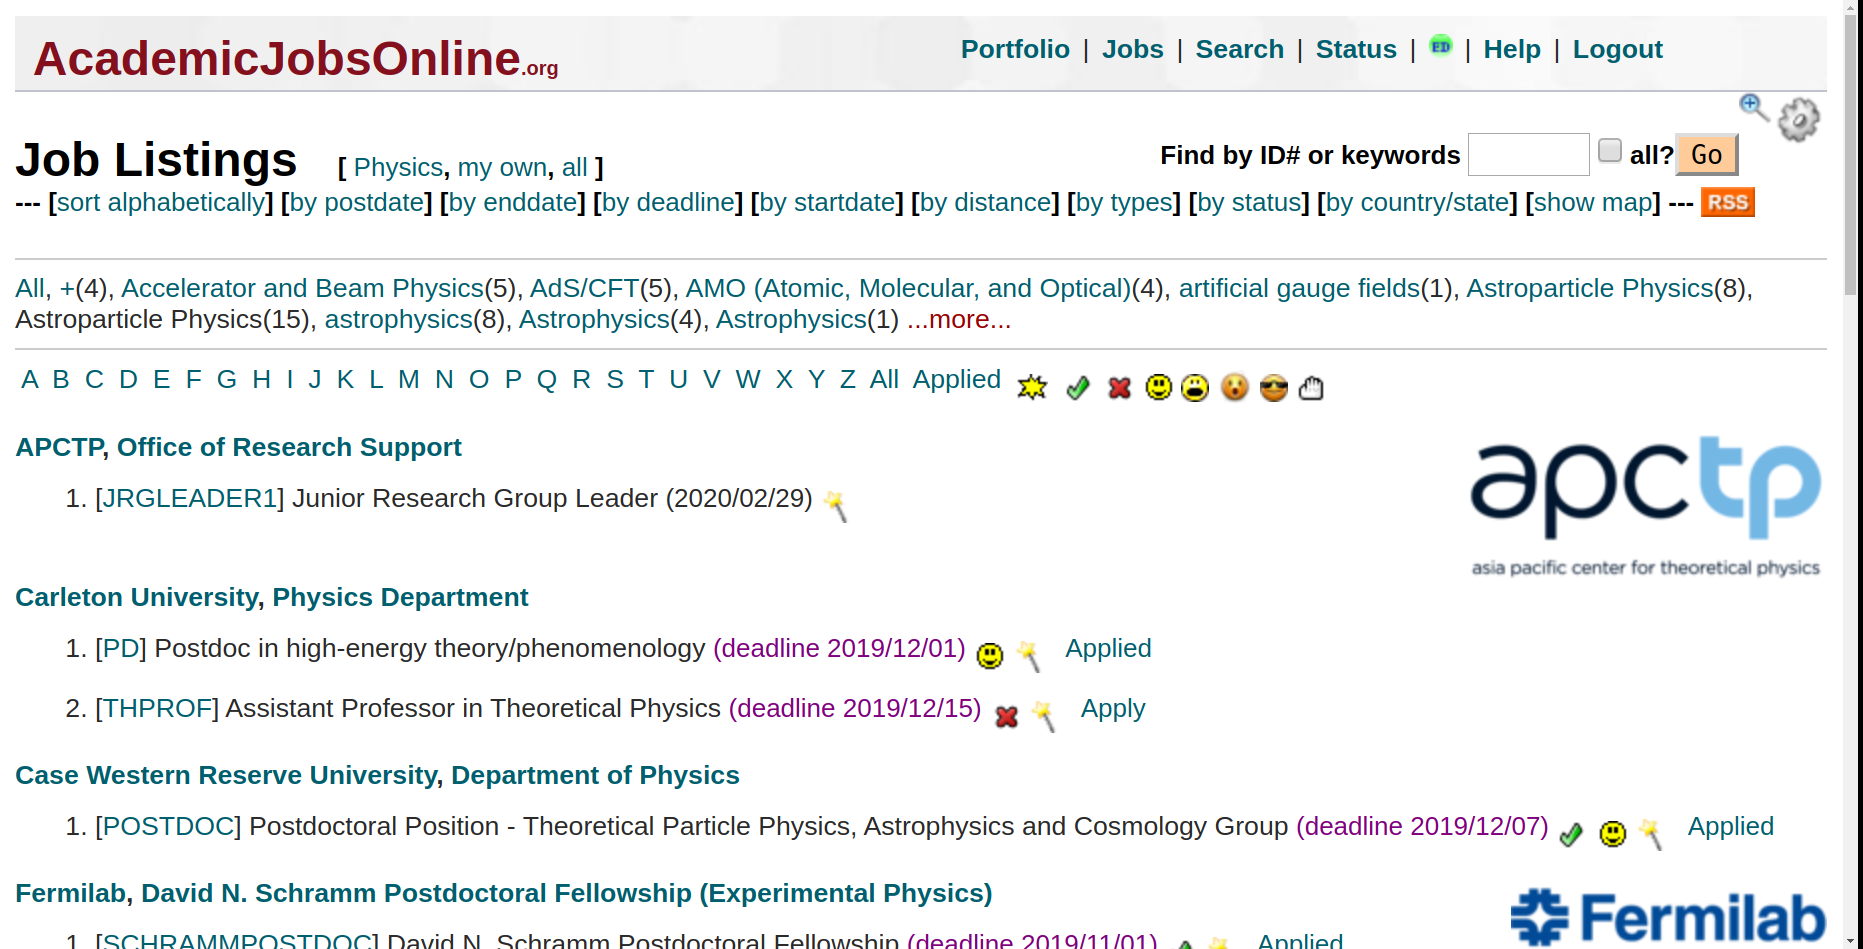 AcademicJobsOnline.org
Portfolio | Jobs | Search | Status | ED | Help | Logout
Job Listings [ Physics, my own, all ]
Find by ID# or keywords all? Go
--- [sort alphabetically] [by postdate] [by enddate] [by deadline] [by startdate] [by distance] [by types] [by status] [by country/state] [show map] --- RSS
All, +(4), Accelerator and Beam Physics(5), AdS/CFT(5), AMO (Atomic, Molecular, and Optical)(4), artificial gauge fields(1), Astroparticle Physics(8),
Astroparticle Physics(15), astrophysics(8), Astrophysics(4), Astrophysics(1) ...more...
A B C D E F G H I J K L M N O P Q R S T U V W X Y Z All Applied
APCTP, Office of Research Support
1. [JRGLEADER1] Junior Research Group Leader (2020/02/29)
apctp
asia pacific center for theoretical physics
Carleton University, Physics Department
1. [PD] Postdoc in high-energy theory/phenomenology (deadline 2019/12/01) Applied
2. [THPROF] Assistant Professor in Theoretical Physics (deadline 2019/12/15) Apply
Case Western Reserve University, Department of Physics
1. [POSTDOC] Postdoctoral Position - Theoretical Particle Physics, Astrophysics and Cosmology Group (deadline 2019/12/07) Applied
Fermilab, David N. Schramm Postdoctoral Fellowship (Experimental Physics)
Fermilab
1. [SCHRAMMPOSTDOC] David N. Schramm Postdoctoral Fellowship (deadline 2019/11/01) Applied